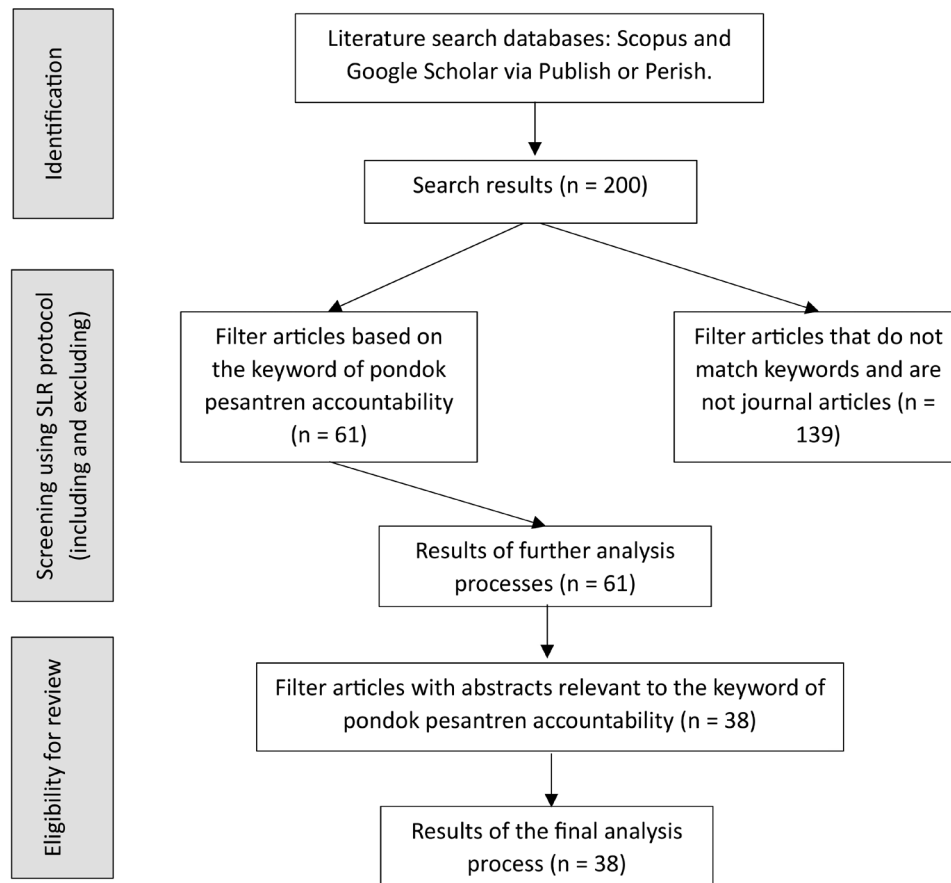 Identification
Literature search databases: Scopus and
Google Scholar via Publish or Perish.
Search results (n = 200)
Screening using SLR protocol
(including and excluding)
Filter articles based on
the keyword of pondok
pesantren accountability
(n = 61)
Filter articles that do not
match keywords and are
not journal articles (n =
139)
Results of further analysis
processes (n = 61)
Eligibility for review
Filter articles with abstracts relevant to the keyword of
pondok pesantren accountability (n = 38)
Results of the final analysis
process (n = 38)